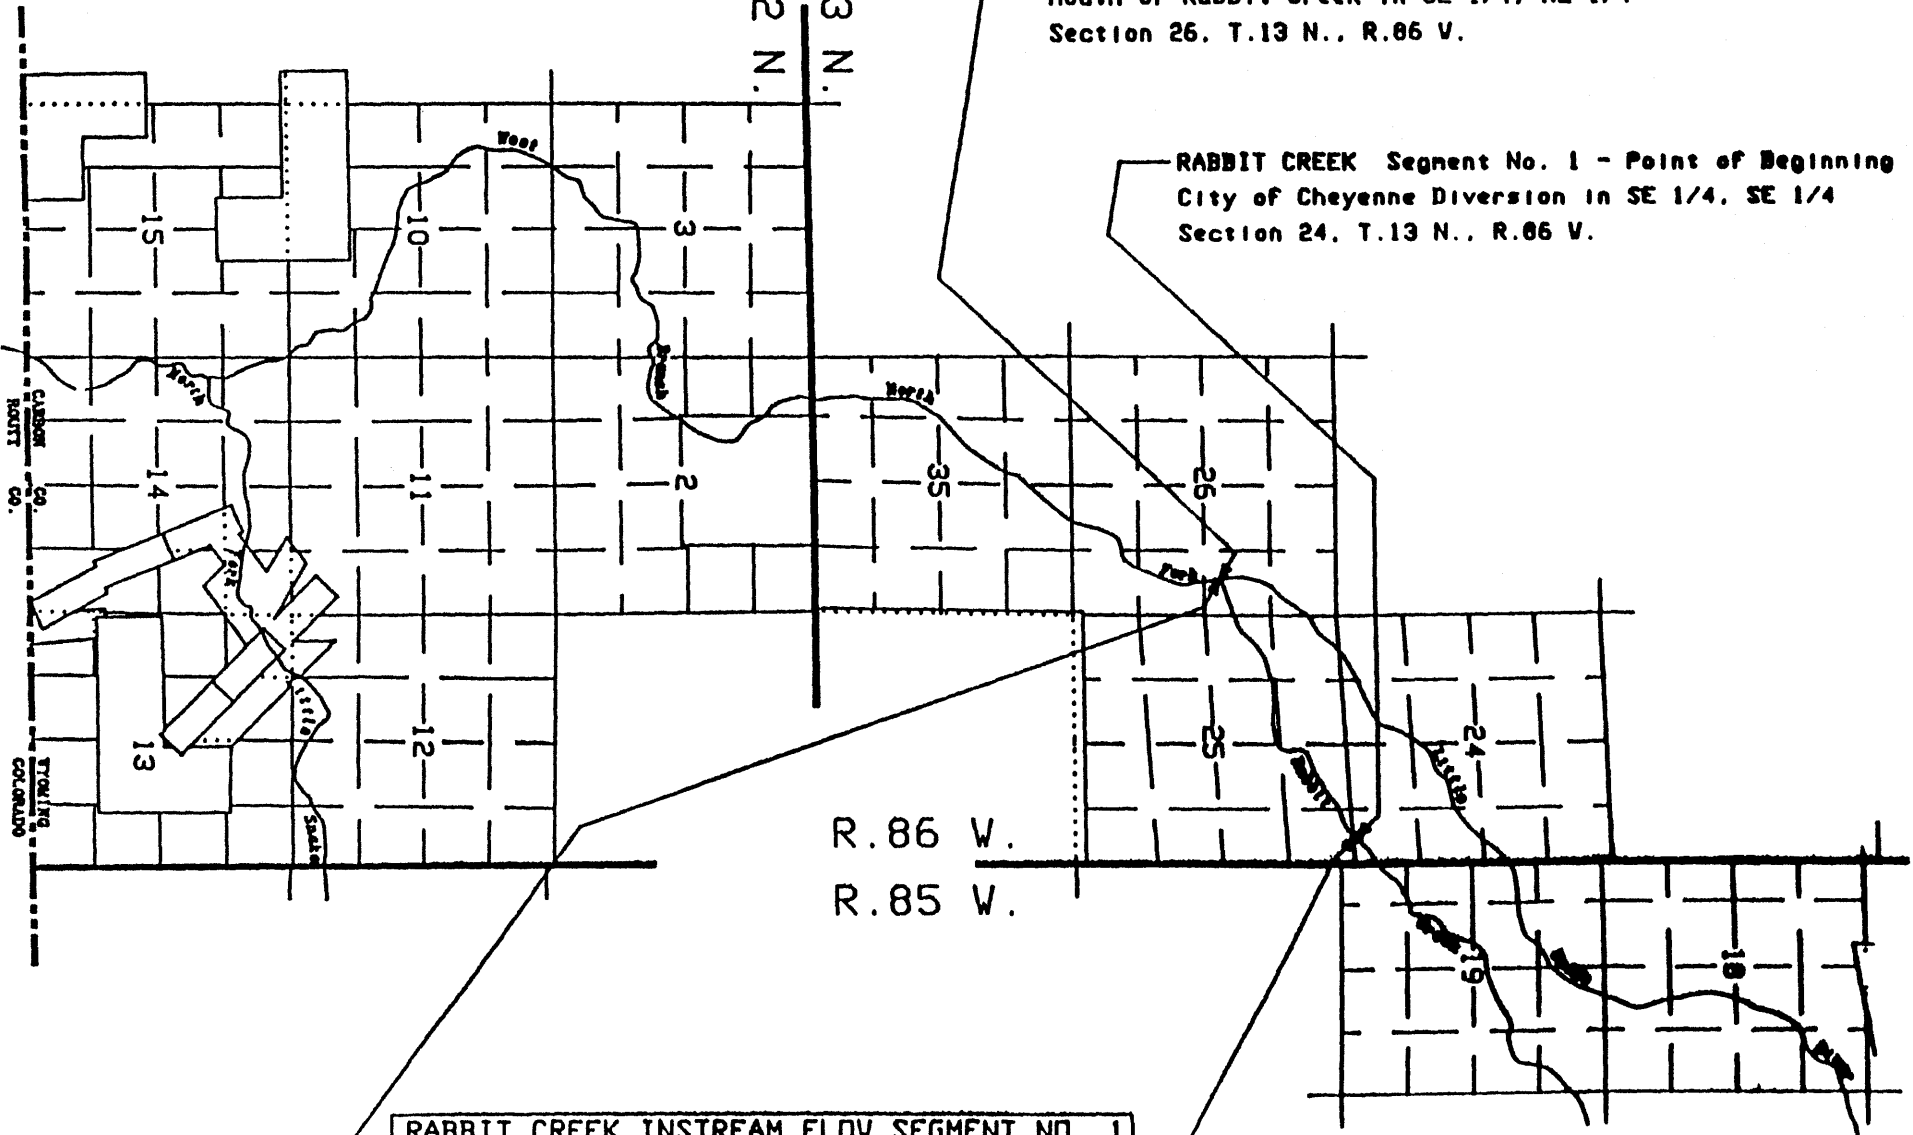 3 N.
2 N.
Section 26, T.13 N., R.86 W.
RABBIT CREEK Segment No. 1 - Point of Beginning
City of Cheyenne Diversion in SE 1/4, SE 1/4
Section 24, T.13 N., R.86 W.
West
15
10
3
Branch
North
North
CARBON CO.
ROUTT CO.
14
11
2
35
26
Fork
Fork
Little
13
12
25
24
Rabbit
Little
WYOMING
COLORADO
Snake
R.86 W.
R.85 W.
19
18
RABBIT CREEK INSTREAM FLOW SEGMENT NO. 1